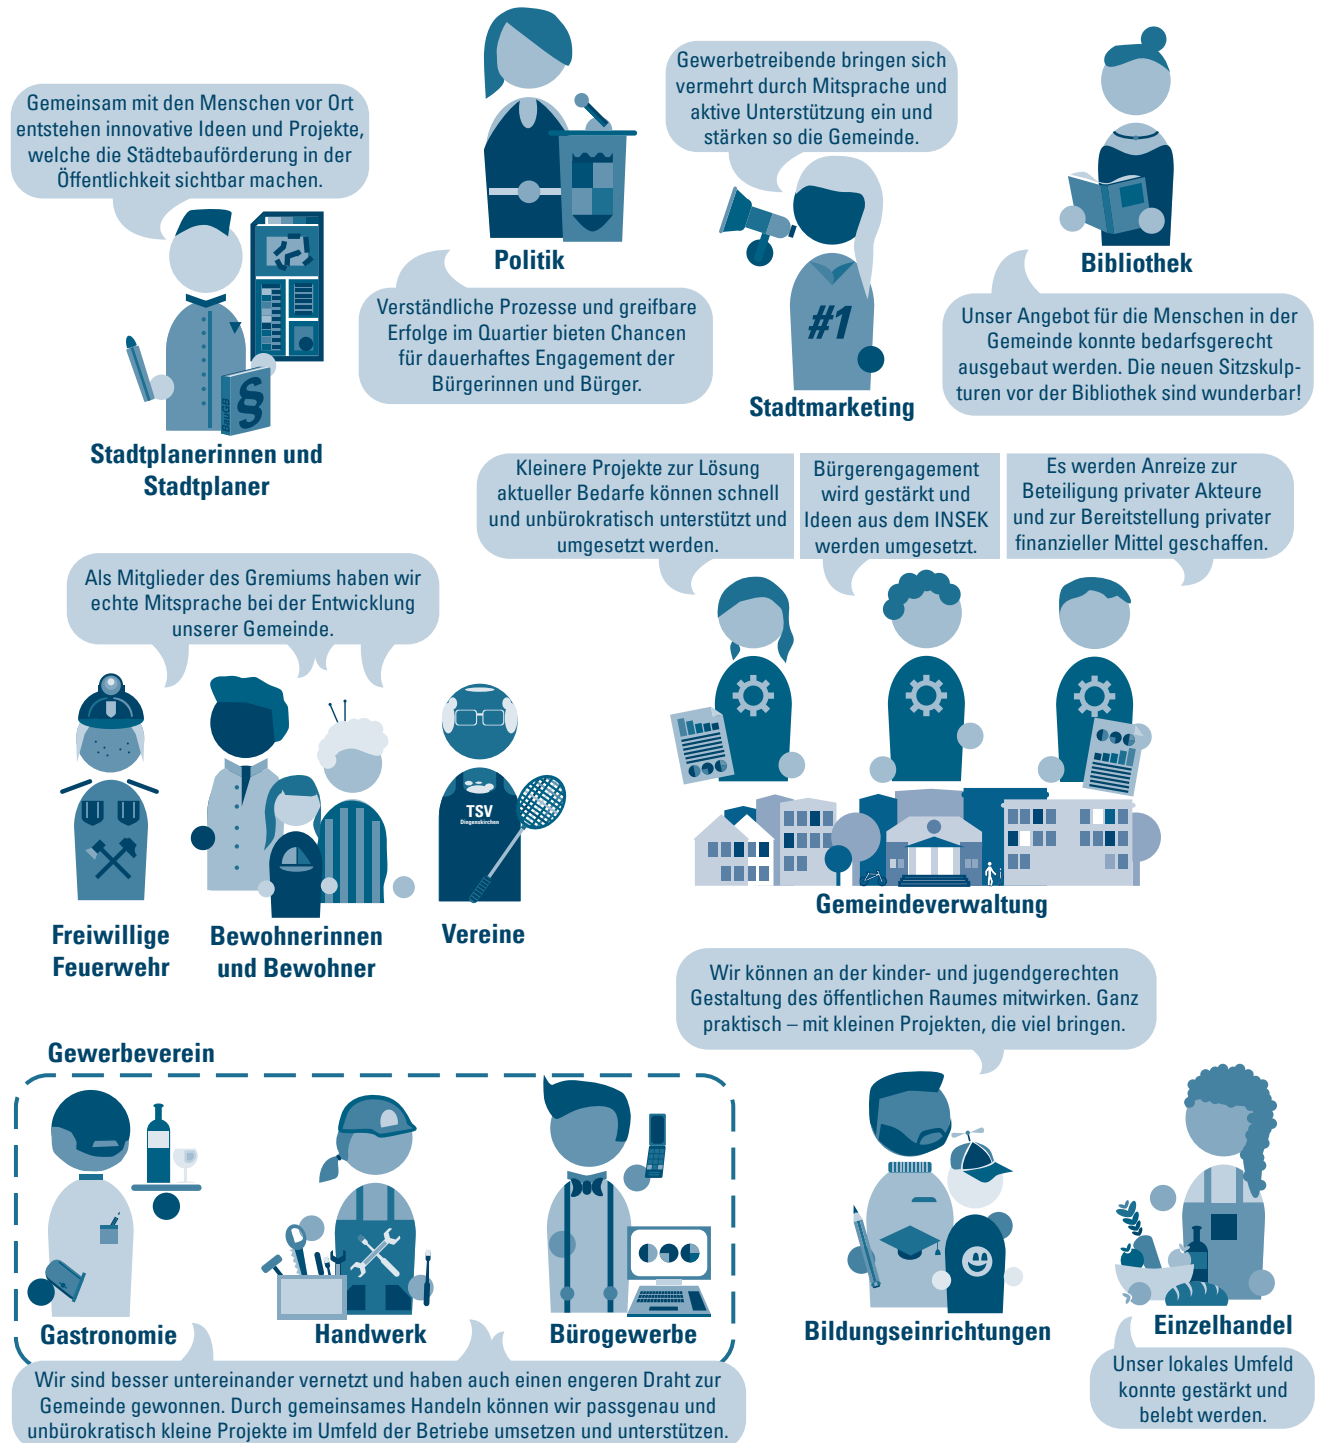 Gemeinsam mit den Menschen vor Ort
entstehen innovative Ideen und Projekte,
welche die Städtebauförderung in der
Öffentlichkeit sichtbar machen.
BauGB
§
Stadtplanerinnen und
Stadtplaner
Politik
Verständliche Prozesse und greifbare
Erfolge im Quartier bieten Chancen
für dauerhaftes Engagement der
Bürgerinnen und Bürger.
Gewerbetreibende bringen sich
vermehrt durch Mitsprache und
aktive Unterstützung ein und
stärken so die Gemeinde.
#1
Stadtmarketing
Bibliothek
Unser Angebot für die Menschen in der
Gemeinde konnte bedarfsgerecht
ausgebaut werden. Die neuen Sitzskulp-
turen vor der Bibliothek sind wunderbar!
Kleinere Projekte zur Lösung
aktueller Bedarfe können schnell
und unbürokratisch unterstützt und
umgesetzt werden.
Bürgerengagement
wird gestärkt und
Ideen aus dem INSEK
werden umgesetzt.
Es werden Anreize zur
Beteiligung privater Akteure
und zur Bereitstellung privater
finanzieller Mittel geschaffen.
Gemeindeverwaltung
Als Mitglieder des Gremiums haben wir
echte Mitsprache bei der Entwicklung
unserer Gemeinde.
TSV
Diegenskirchen
Freiwillige
Feuerwehr
Bewohnerinnen
und Bewohner
Vereine
Wir können an der kinder- und jugendgerechten
Gestaltung des öffentlichen Raumes mitwirken. Ganz
praktisch – mit kleinen Projekten, die viel bringen.
Bildungseinrichtungen
Gewerbeverein
Gastronomie
Handwerk
Bürogewerbe
Wir sind besser untereinander vernetzt und haben auch einen engeren Draht zur
Gemeinde gewonnen. Durch gemeinsames Handeln können wir passgenau und
unbürokratisch kleine Projekte im Umfeld der Betriebe umsetzen und unterstützen.
Einzelhandel
Unser lokales Umfeld
konnte gestärkt und
belebt werden.